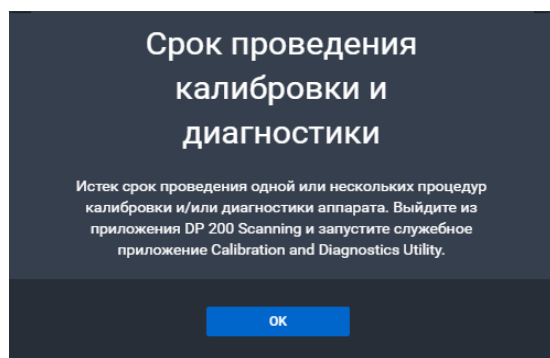 Срок проведения
калибровки и
диагностики
Истек срок проведения одной или нескольких процедур
калибровки и/или диагностики аппарата. Выйдите из
приложения DP 200 Scanning и запустите служебное
приложение Calibration and Diagnostics Utility.
OK